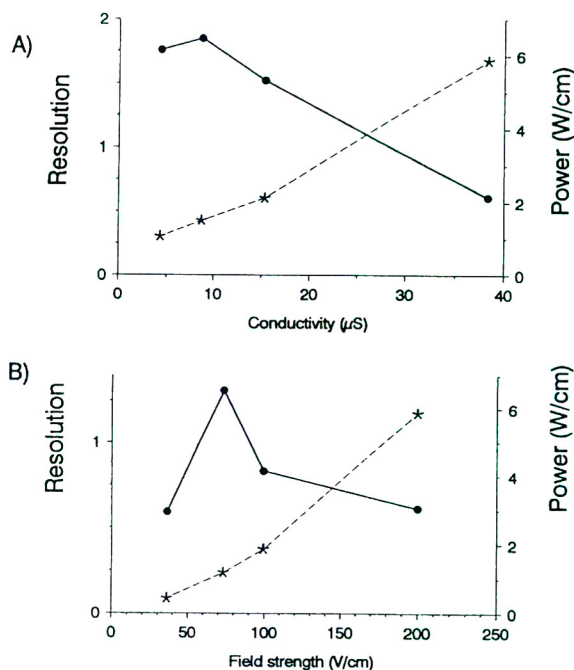 A)
2
1
0
Resolution
6
4
2
0
Power (W/cm)
0 10 20 30 40
Conductivity (µS)
B)
1
0
Resolution
6
4
2
0
Power (W/cm)
0 50 100 150 200 250
Field strength (V/cm)